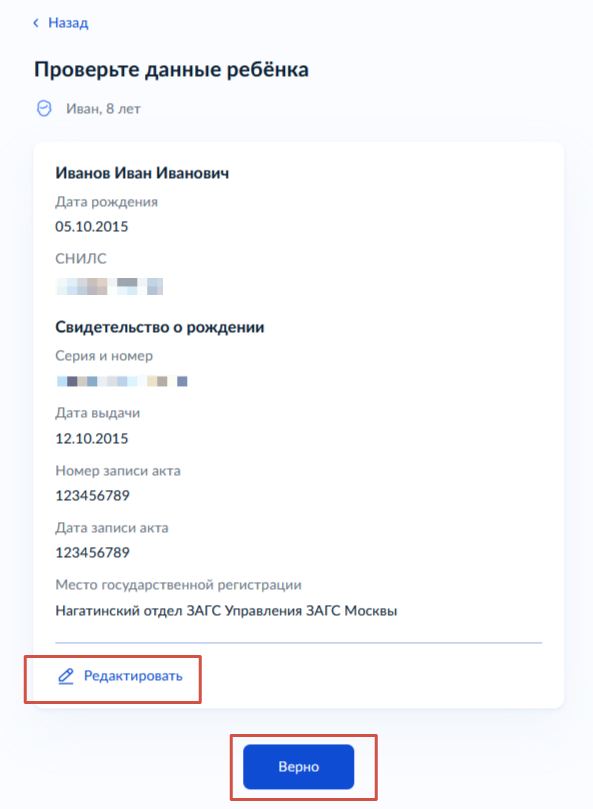 Назад
Проверьте данные ребёнка
Иван, 8 лет
Иванов Иван Иванович
Дата рождения
05.10.2015
СНИЛС
Свидетельство о рождении
Серия и номер
Дата выдачи
12.10.2015
Номер записи акта
123456789
Дата записи акта
123456789
Место государственной регистрации
Нагатинский отдел ЗАГС Управления ЗАГС Москвы
Редактировать
Верно